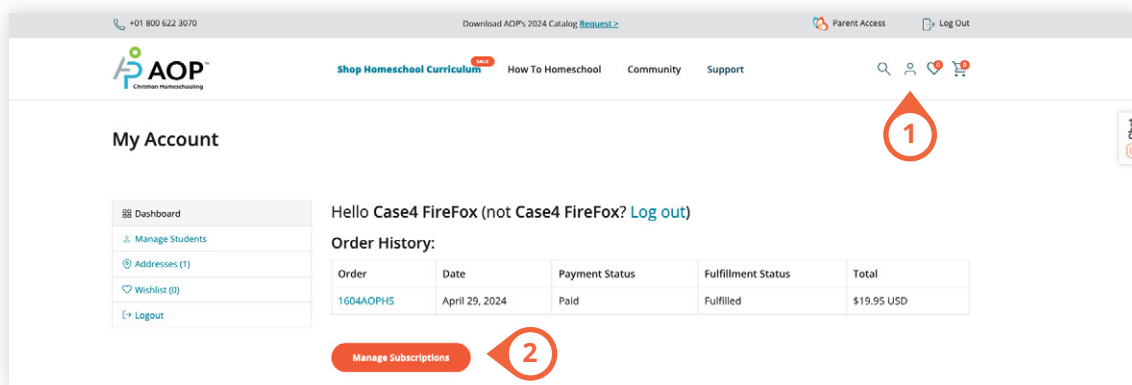 +01 800 622 3070
Download AOP's 2024 Catalog Request >
Parent Access
Log Out
AOP™
Christian Homeschooling
Shop Homeschool Curriculum
SALE
How To Homeschool
Community
Support
0
0
1
My Account
Dashboard
Manage Students
Addresses (1)
Wishlist (0)
Logout
Hello Case4 FireFox (not Case4 FireFox? Log out)
Order History:
Order Date Payment Status Fulfillment Status Total
1604AOPHS April 29, 2024 Paid Fulfilled $19.95 USD
Manage Subscriptions
2